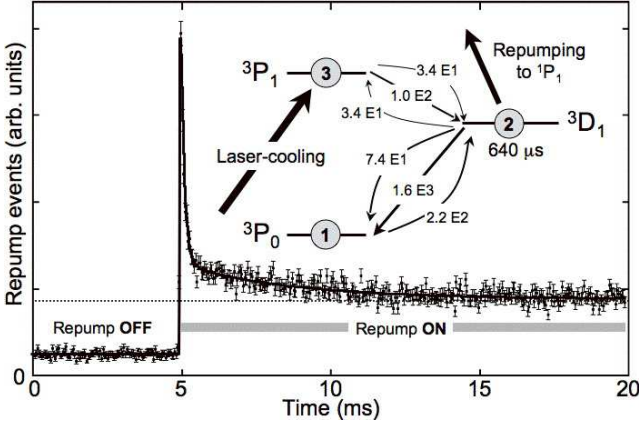 Repump events (arb. units)
³P₁
3
3.4 E1
1.0 E2
3.4 E1
Repumping
to ¹P₁
2
³D₁
640 µs
Laser-cooling
7.4 E1
1.6 E3
2.2 E2
³P₀
1
Repump OFF
Repump ON
0
0
5
10
15
20
Time (ms)